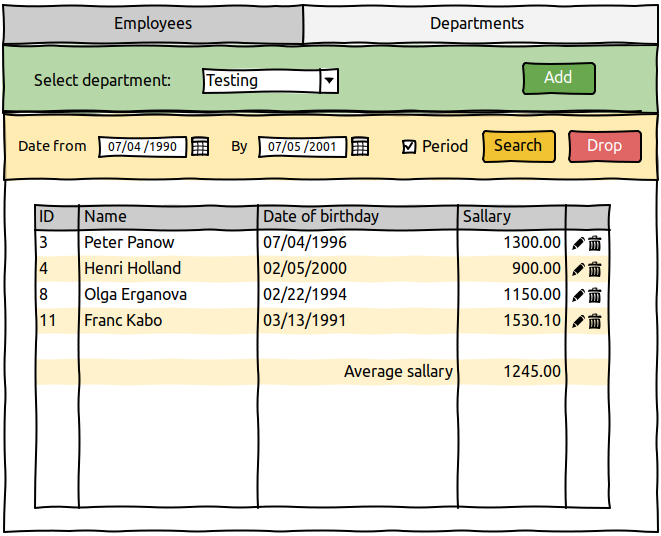 Employees Departments
Select department: Testing Add
Date from 07/04/1990 By 07/05/2001 Period Search Drop
ID Name Date of birthday Sallary
3 Peter Panow 07/04/1996 1300.00
4 Henri Holland 02/05/2000 900.00
8 Olga Erganova 02/22/1994 1150.00
11 Franc Kabo 03/13/1991 1530.10
Average sallary 1245.00